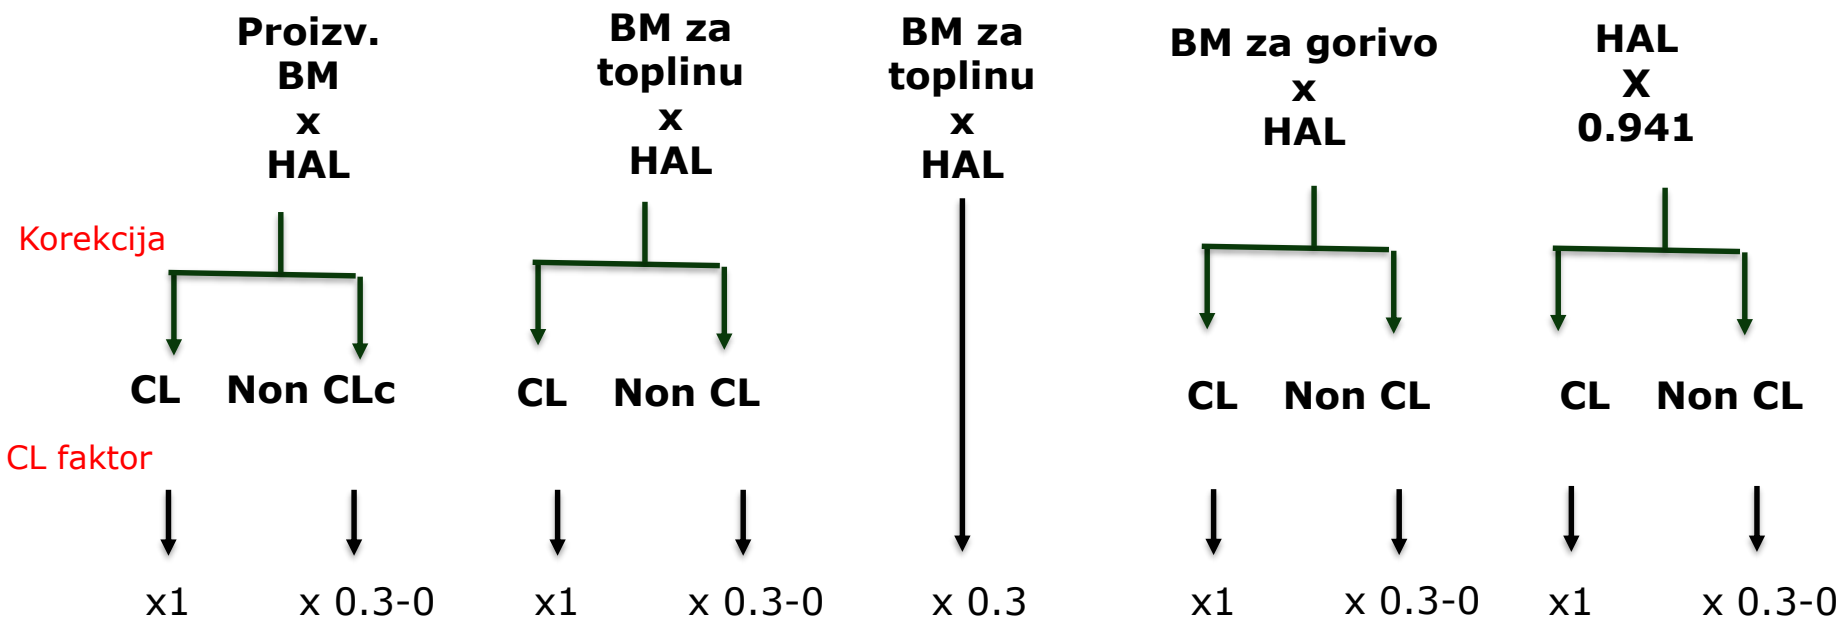 Proizv.
BM
x
HAL
BM za
toplinu
x
HAL
BM za
toplinu
x
HAL
BM za gorivo
x
HAL
HAL
X
0.941
Korekcija
CL Non CLc
CL Non CL
CL Non CL
CL Non CL
CL faktor
x1 x 0.3-0
x1 x 0.3-0
x 0.3
x1 x 0.3-0
x1 x 0.3-0